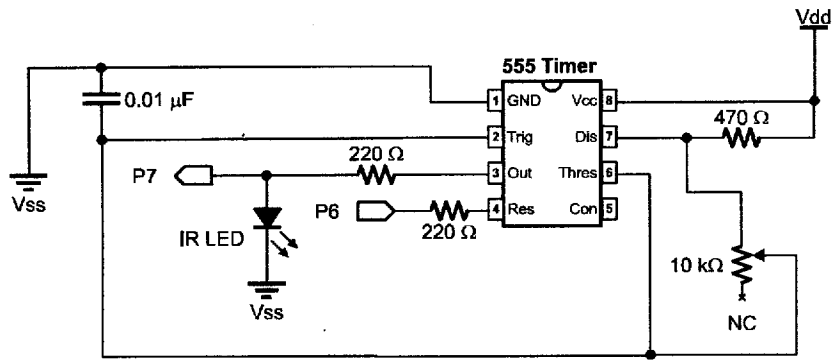 Vdd
555 Timer
0.01 µF
1 GND Vcc 8
470 Ω
2 Trig Dis 7
220 Ω
P7
3 Out Thres 6
Vss
P6
4 Res Con 5
220 Ω
IR LED
10 kΩ
Vss
NC